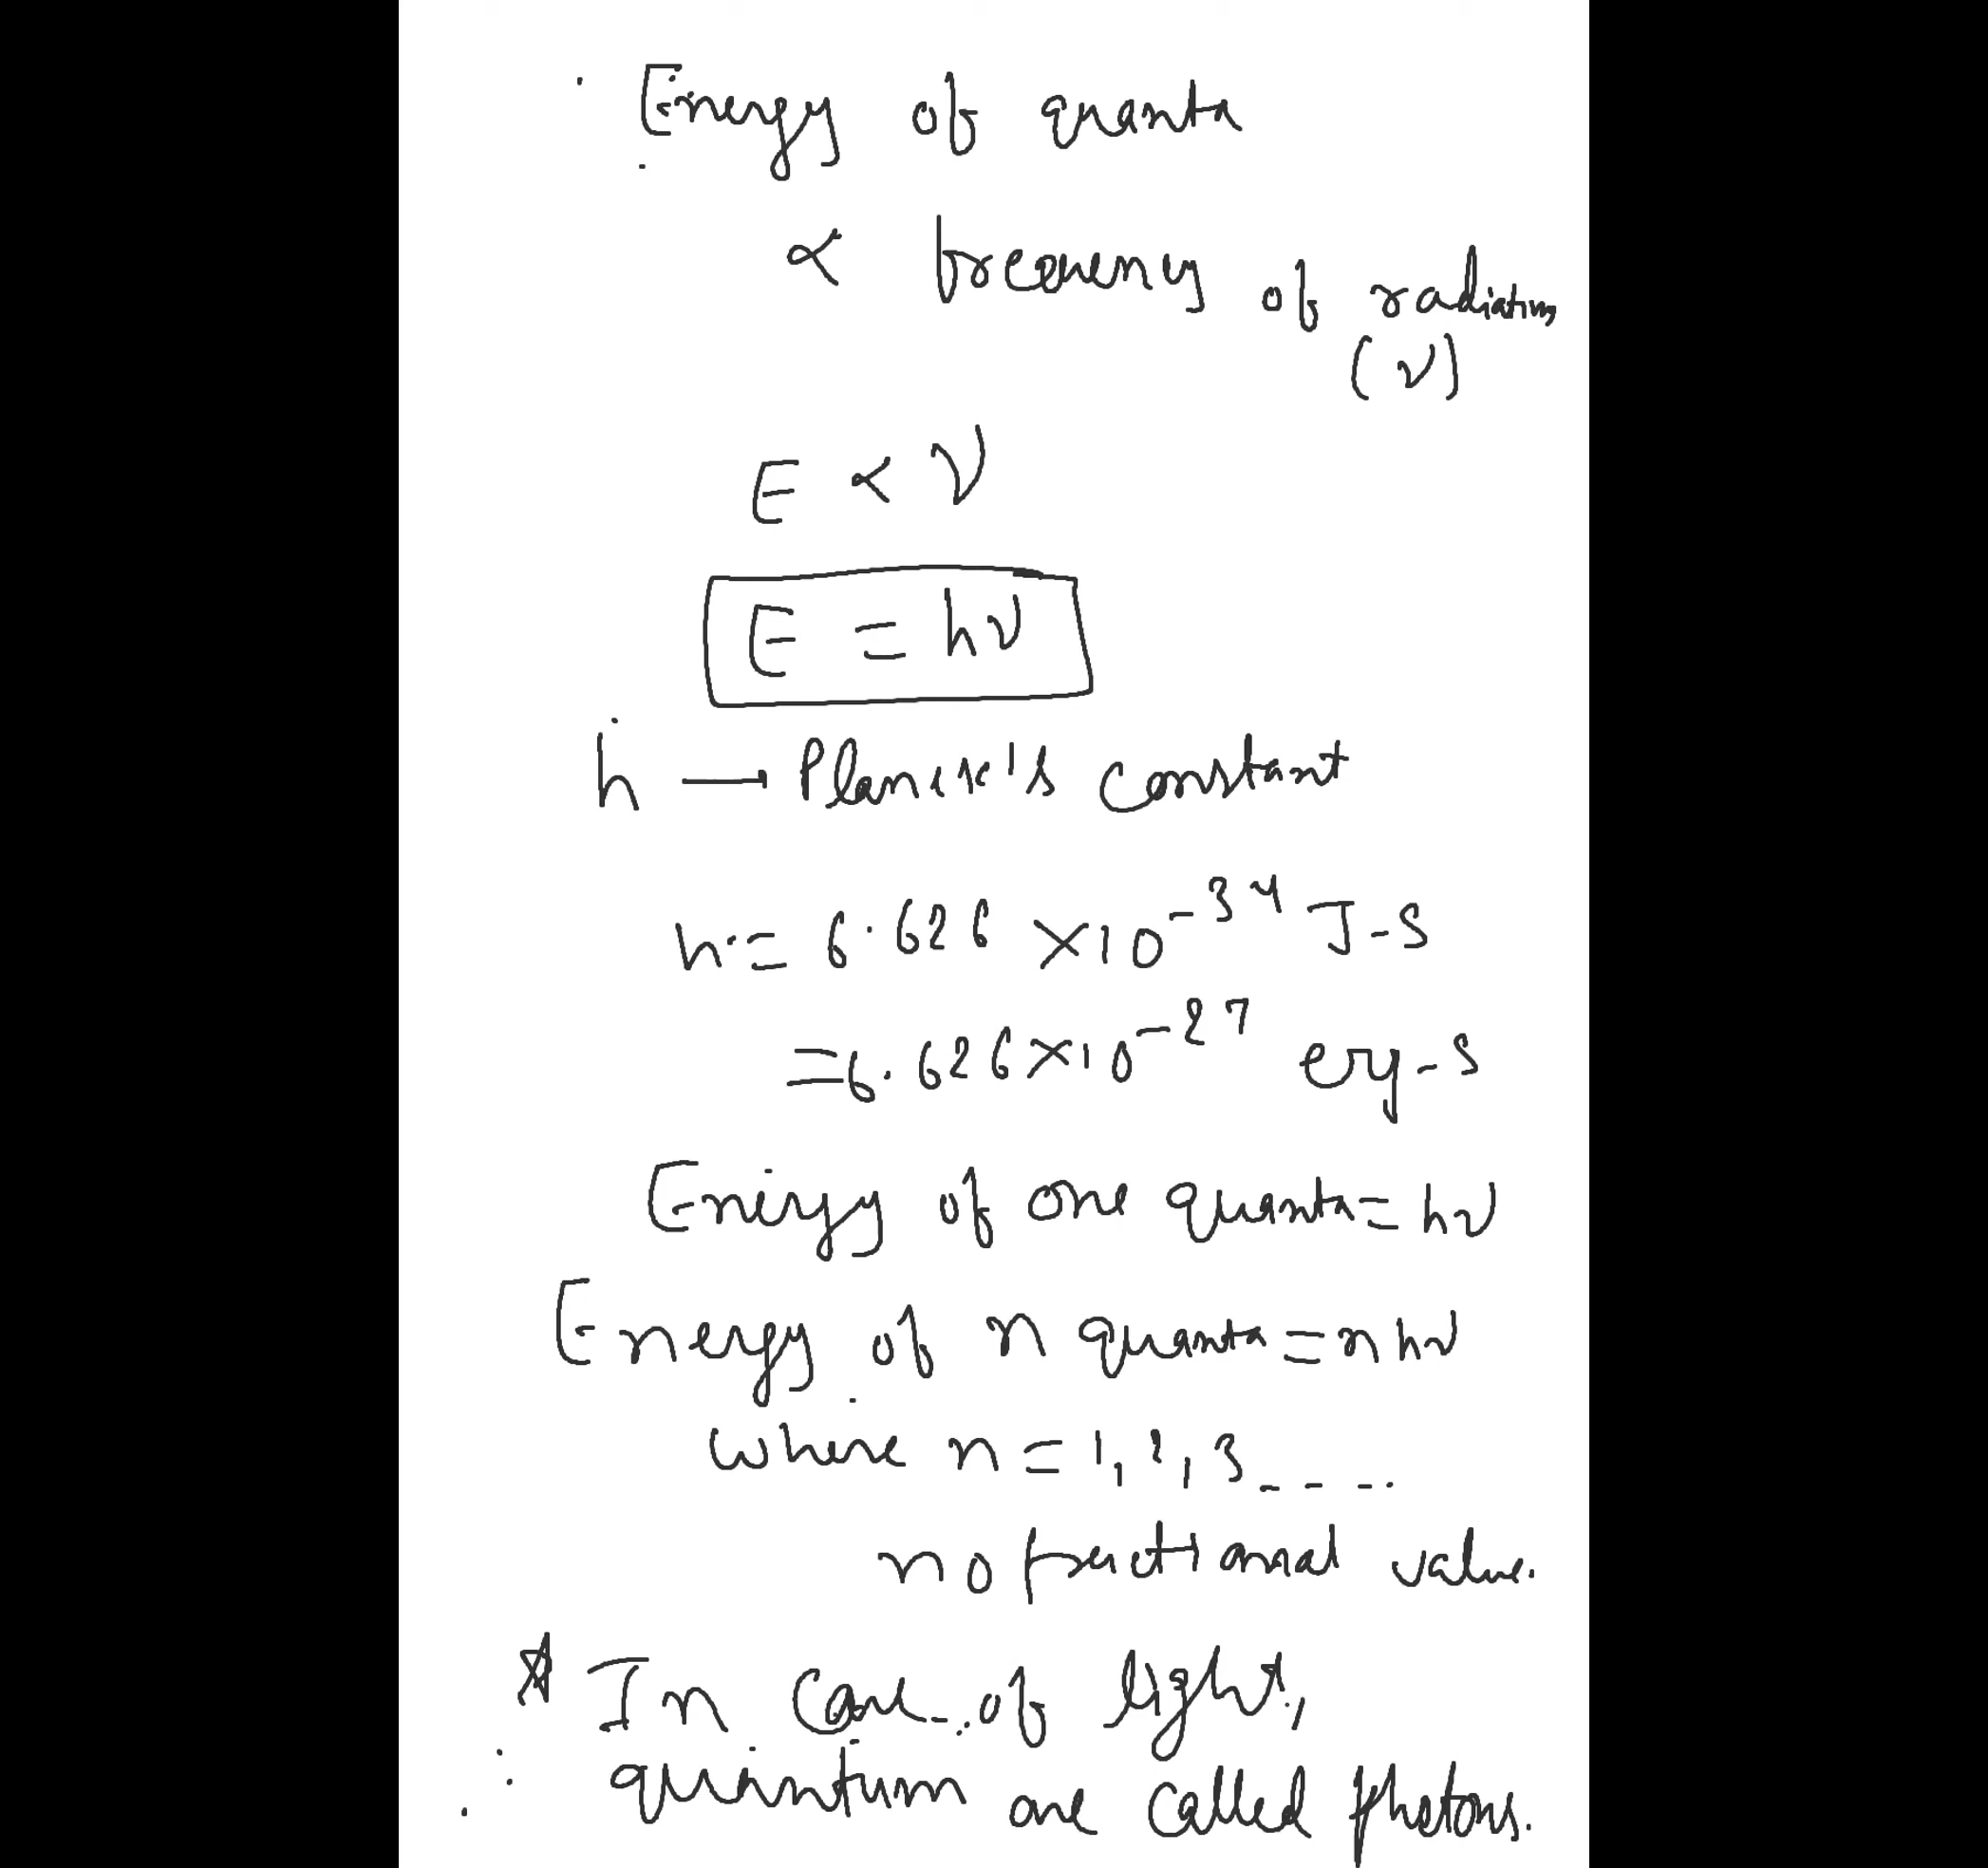 Energy of quanta
∝ frequency of radiation
(ν)
E ∝ ν
E = hν
h → Planck's constant
h = 6.626 ×10⁻³⁴ J-s
= 6.626×10⁻²⁷ erg-s
Energy of one quanta = hν
Energy of n quanta = nhν
where n = 1, 2, 3 _ _ _ _.
no fractional value.
* In case of light,
quantum are called photons.